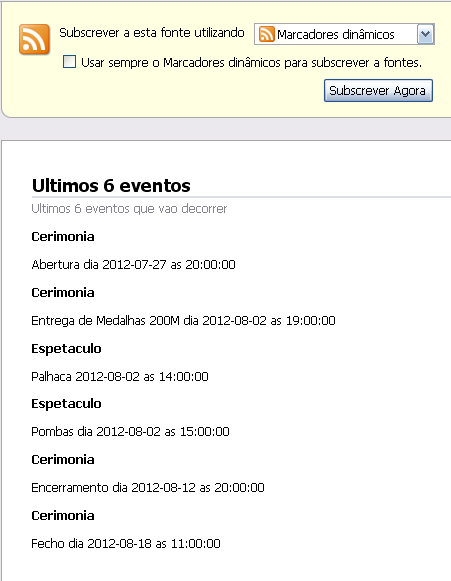 Subscrever a esta fonte utilizando Marcadores dinâmicos
Usar sempre o Marcadores dinâmicos para subscrever a fontes.
Subscrever Agora
Ultimos 6 eventos
Ultimos 6 eventos que vao decorrer
Cerimonia
Abertura dia 2012-07-27 as 20:00:00
Cerimonia
Entrega de Medalhas 200M dia 2012-08-02 as 19:00:00
Espetaculo
Palhaca 2012-08-02 as 14:00:00
Espetaculo
Pombas dia 2012-08-02 as 15:00:00
Cerimonia
Encerramento dia 2012-08-12 as 20:00:00
Cerimonia
Fecho dia 2012-08-18 as 11:00:00